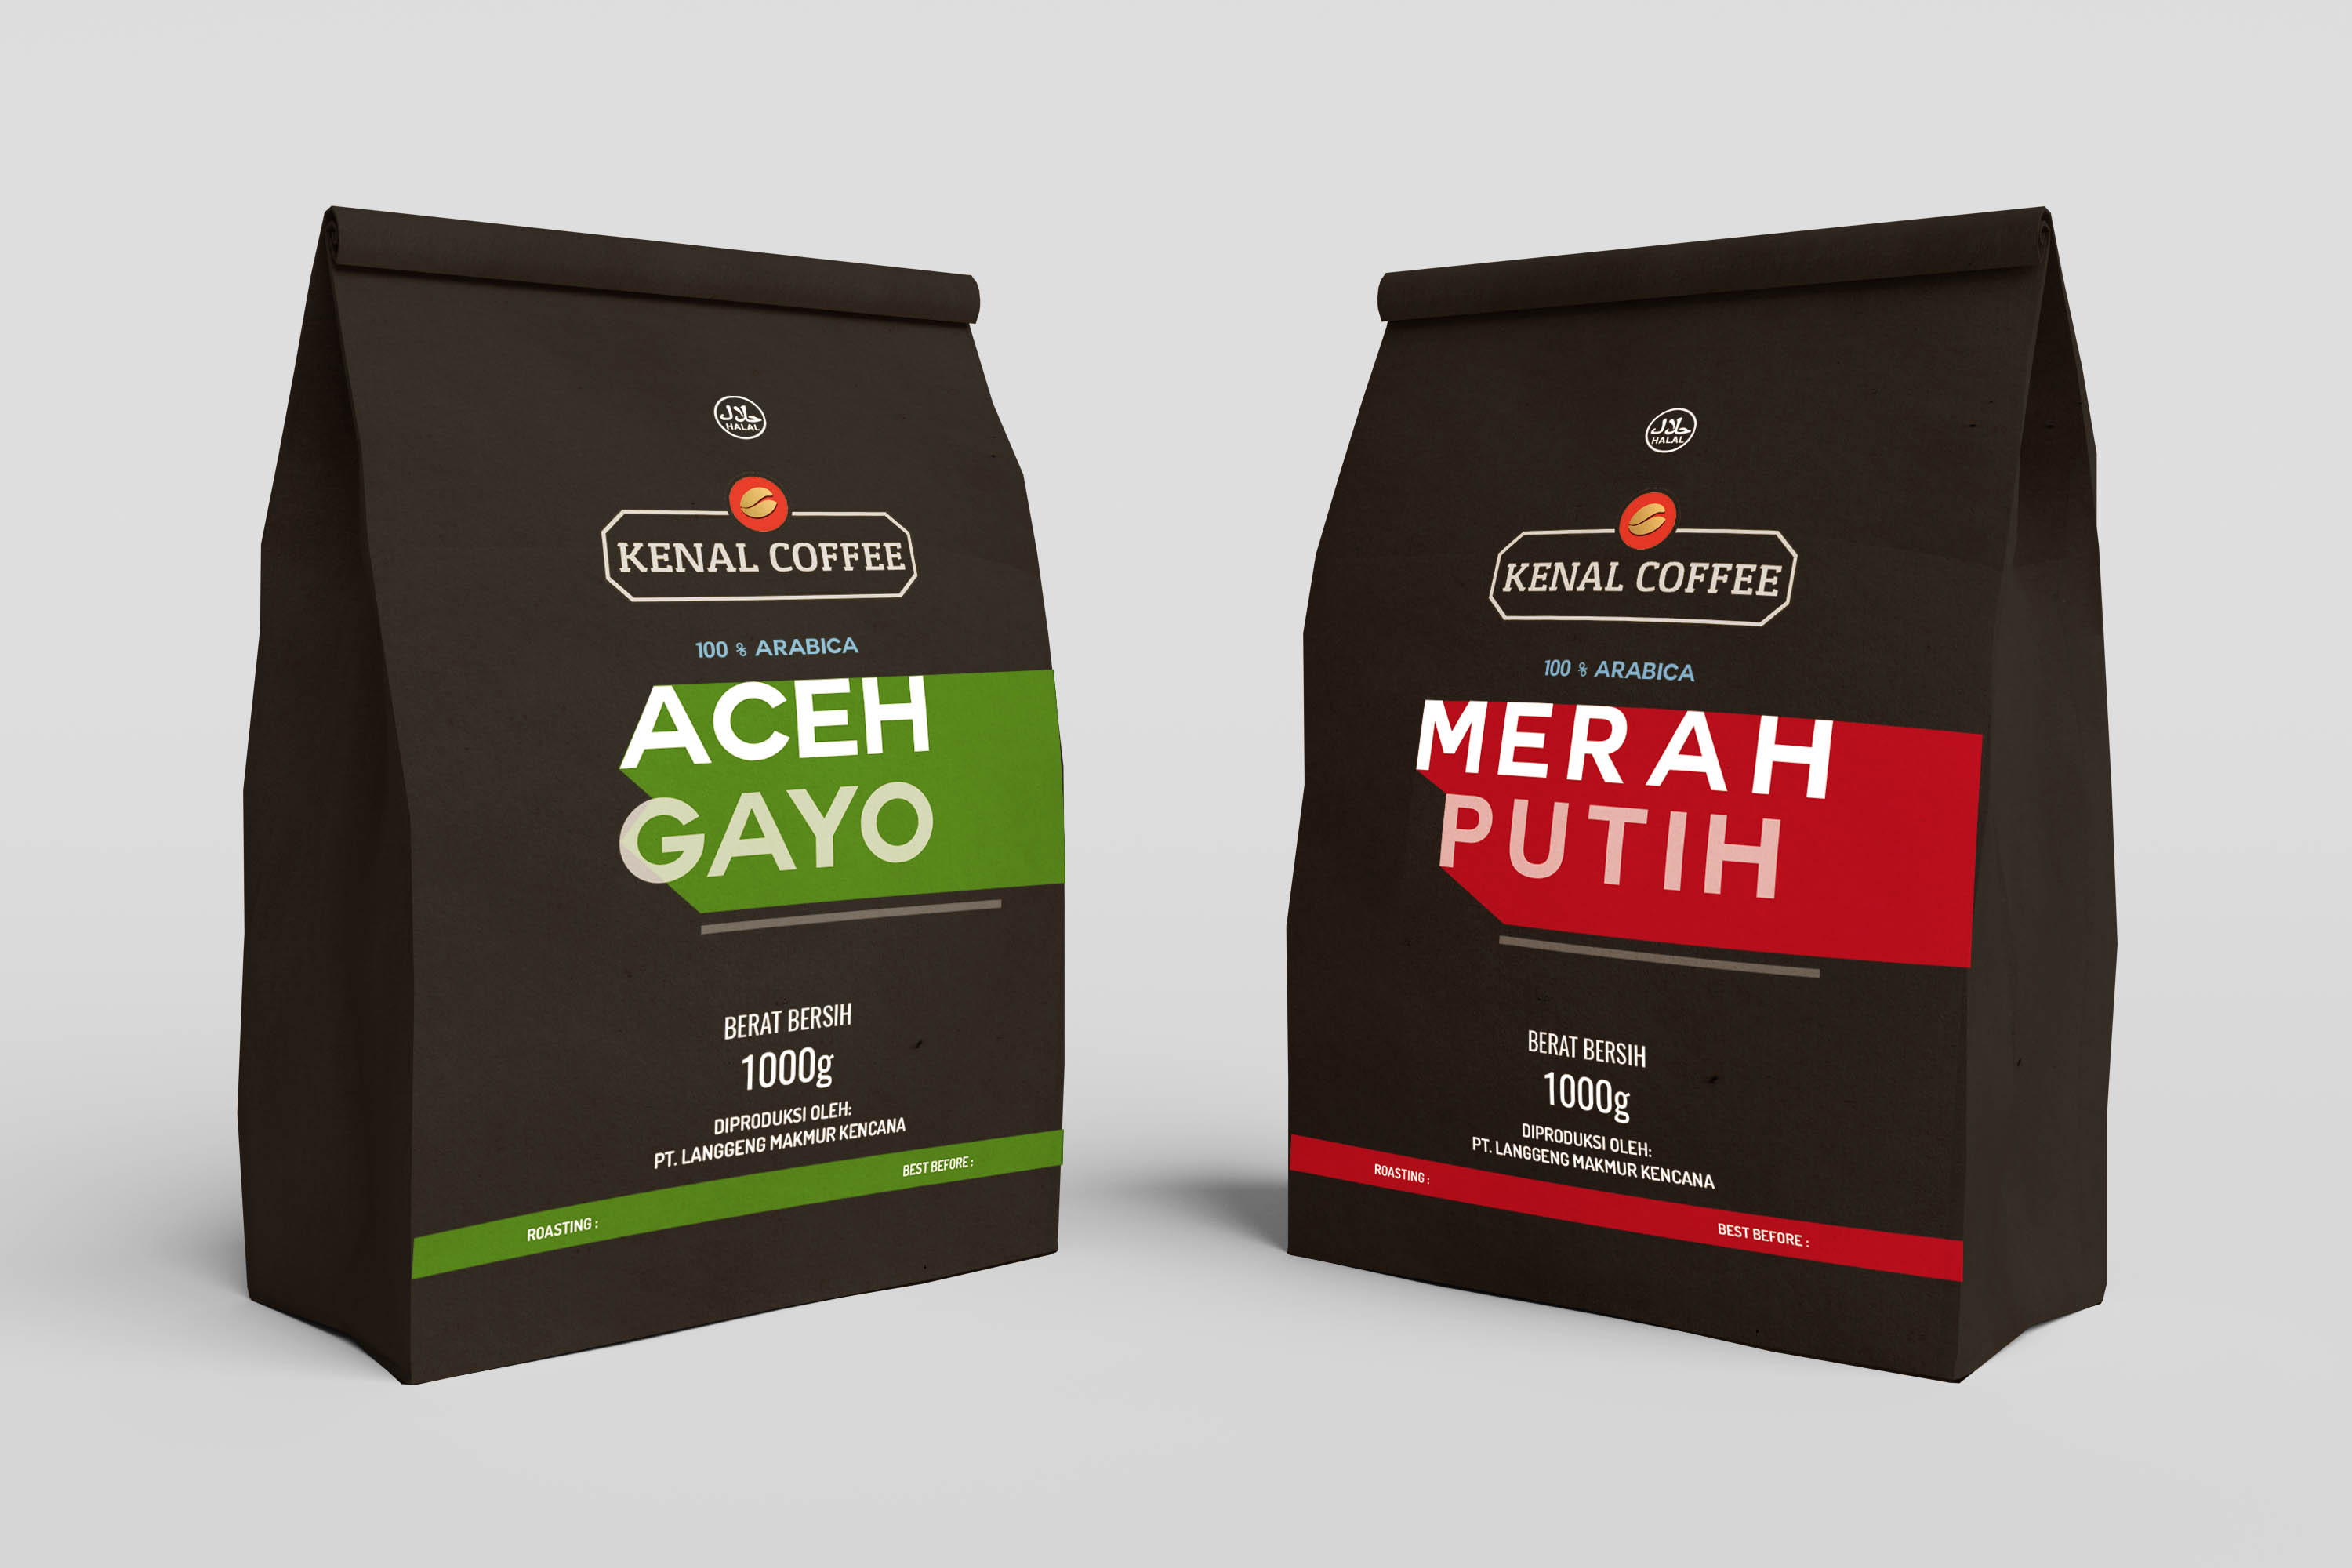 حلال
HALAL
KENAL COFFEE
100 % ARABICA
ACEH
GAYO
BERAT BERSIH
1000g
DIPRODUKSI OLEH:
PT. LANGGENG MAKMUR KENCANA
ROASTING :
BEST BEFORE :
حلال
HALAL
KENAL COFFEE
100 % ARABICA
MERAH
PUTIH
BERAT BERSIH
1000g
DIPRODUKSI OLEH:
PT. LANGGENG MAKMUR KENCANA
ROASTING :
BEST BEFORE :